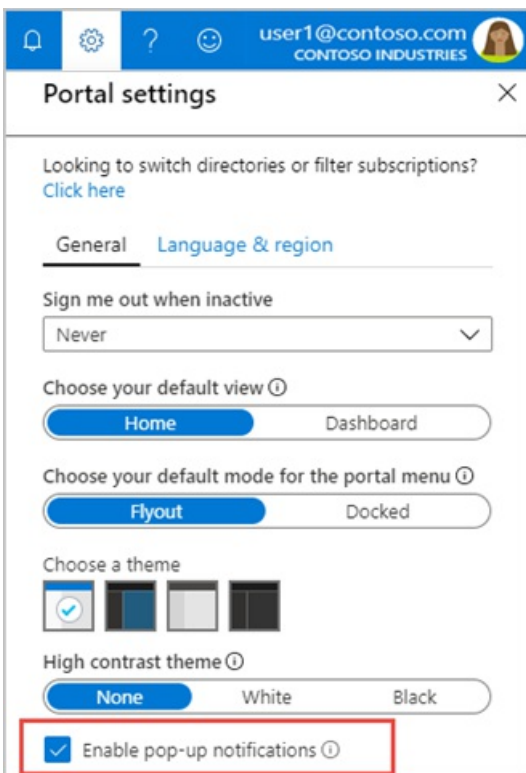 user1@contoso.com
CONTOSO INDUSTRIES
Portal settings
Looking to switch directories or filter subscriptions?
Click here
General Language & region
Sign me out when inactive
Never
Choose your default view
Home Dashboard
Choose your default mode for the portal menu
Flyout Docked
Choose a theme
High contrast theme
None White Black
Enable pop-up notifications